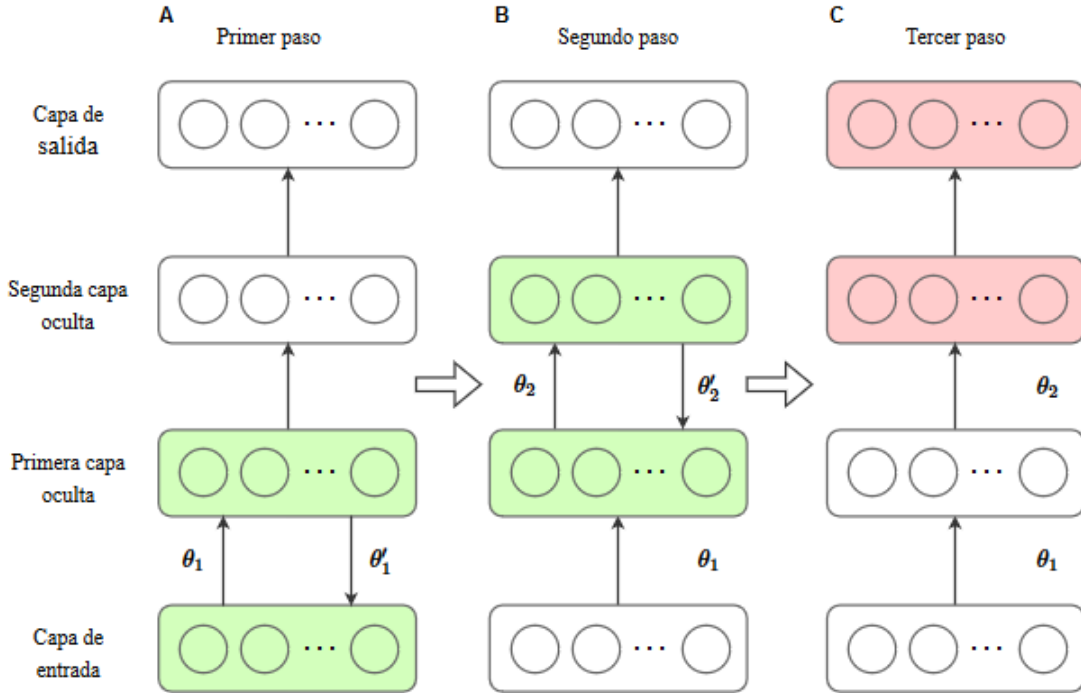 A
B
C
Primer paso
Segundo paso
Tercer paso
Capa de
salida
Segunda capa
oculta
Primera capa
oculta
Capa de
entrada
...
...
...
...
...
...
θ₂
θ′₂
θ₂
...
...
...
θ₁
θ′₁
θ₁
θ₁
...
...
...